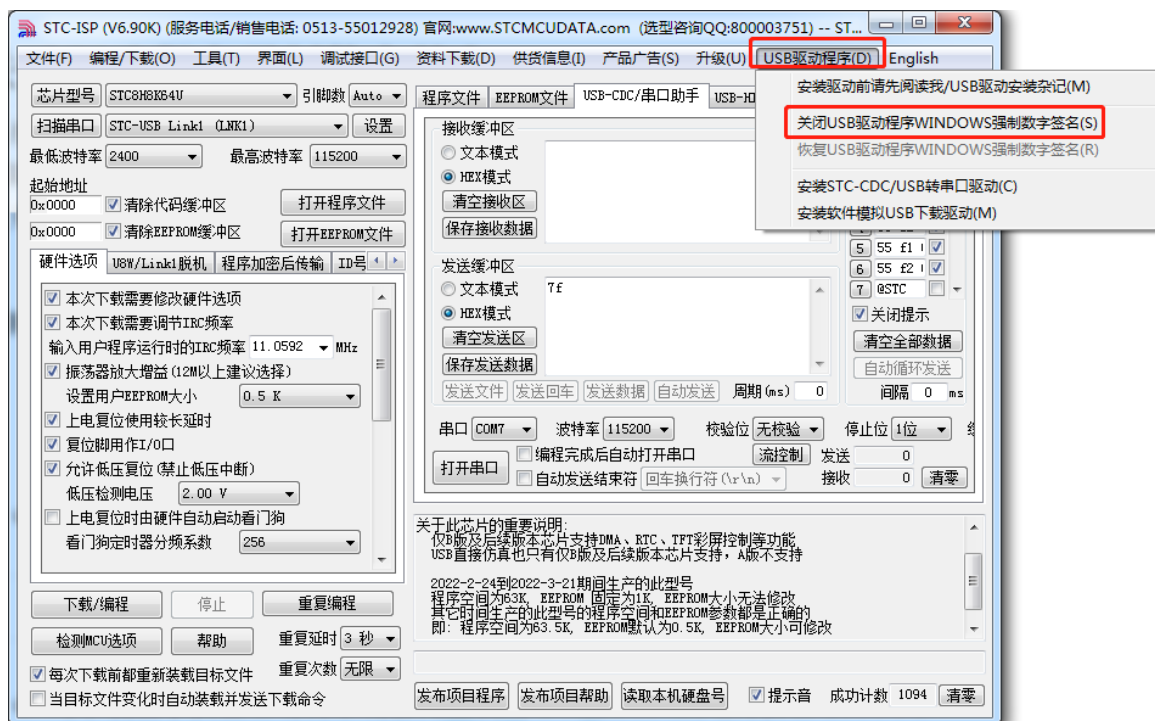 STC-ISP (V6.90K) (服务电话/销售电话: 0513-55012928) 官网:www.STCMCUDATA.com (选型咨询QQ:800003751) -- ST...
文件(F) 编程/下载(O) 工具(T) 界面(L) 调试接口(G) 资料下载(D) 供货信息(I) 产品广告(S) 升级(U) USB驱动程序(D) English
安装驱动前请先阅读我/USB驱动安装杂记(M)
关闭USB驱动程序WINDOWS强制数字签名(S)
恢复USB驱动程序WINDOWS强制数字签名(R)
安装STC-CDC/USB转串口驱动(C)
安装软件模拟USB下载驱动(M)
芯片型号 STC8H8K64U 引脚数 Auto
扫描串口 STC-USB Link1 (LNK1) 设置
最低波特率 2400 最高波特率 115200
起始地址
0x0000 清除代码缓冲区 打开程序文件
0x0000 清除EEPROM缓冲区 打开EEPROM文件
硬件选项 U8W/Link1脱机 程序加密后传输 ID号
本次下载需要修改硬件选项
本次下载需要调节IRC频率
输入用户程序运行时的IRC频率 11.0592 MHz
振荡器放大增益(12M以上建议选择)
设置用户EEPROM大小 0.5 K
上电复位使用较长延时
复位脚用作I/O口
允许低压复位(禁止低压中断)
低压检测电压 2.00 V
上电复位时由硬件自动启动看门狗
看门狗定时器分频系数 256
下载/编程 停止 重复编程
检测MCU选项 帮助 重复延时 3 秒
每次下载前都重新装载目标文件 重复次数 无限
当目标文件变化时自动装载并发送下载命令
程序文件 EEPROM文件 USB-CDC/串口助手
接收缓冲区
文本模式
HEX模式
清空接收区
保存接收数据
5 55 f1
发送缓冲区
6 55 f2
文本模式 7f
7 @STC
HEX模式
关闭提示
清空发送区
清空全部数据
保存发送数据
自动循环发送
发送文件 发送回车 发送数据 自动发送 周期(ms) 0
间隔 0 ms
串口 COM7 波特率 115200 校验位 无校验 停止位 1位
打开串口 编程完成后自动打开串口 流控制 发送 0
自动发送结束符 回车换行符(\r\n) 接收 0 清零
关于此芯片的重要说明:
仅B版及后续版本芯片支持DMA、RTC、TFT彩屏控制等功能
USB直接仿真也只有仅B版及后续版本芯片支持，A版不支持
2022-2-24到2022-3-21期间生产的此型号
程序空间为63K, EEPROM 固定为1K, EEPROM大小无法修改
其它时间生产的此型号的程序空间和EEPROM参数都是正确的
即: 程序空间为63.5K, EEPROM默认为0.5K, EEPROM大小可修改
发布项目程序 发布项目帮助 读取本机硬盘号 提示音 成功计数 1094 清零